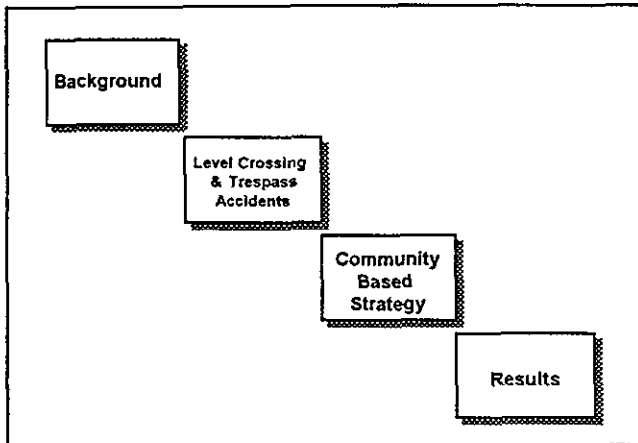 Background
Level Crossing
& Trespass
Accidents
Community
Based
Strategy
Results